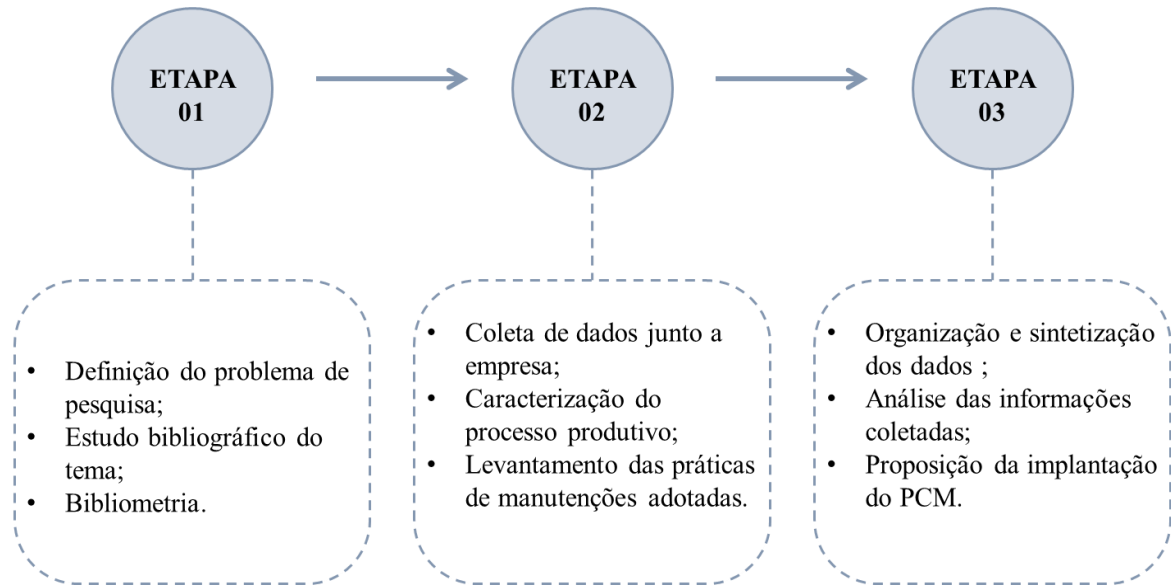 ETAPA
01
ETAPA
02
ETAPA
03
• Definição do problema de
pesquisa;
• Estudo bibliográfico do
tema;
• Bibliometria.
• Coleta de dados junto a
empresa;
• Caracterização do
processo produtivo;
• Levantamento das práticas
de manutenções adotadas.
• Organização e sintetização
dos dados ;
• Análise das informações
coletadas;
• Proposição da implantação
do PCM.